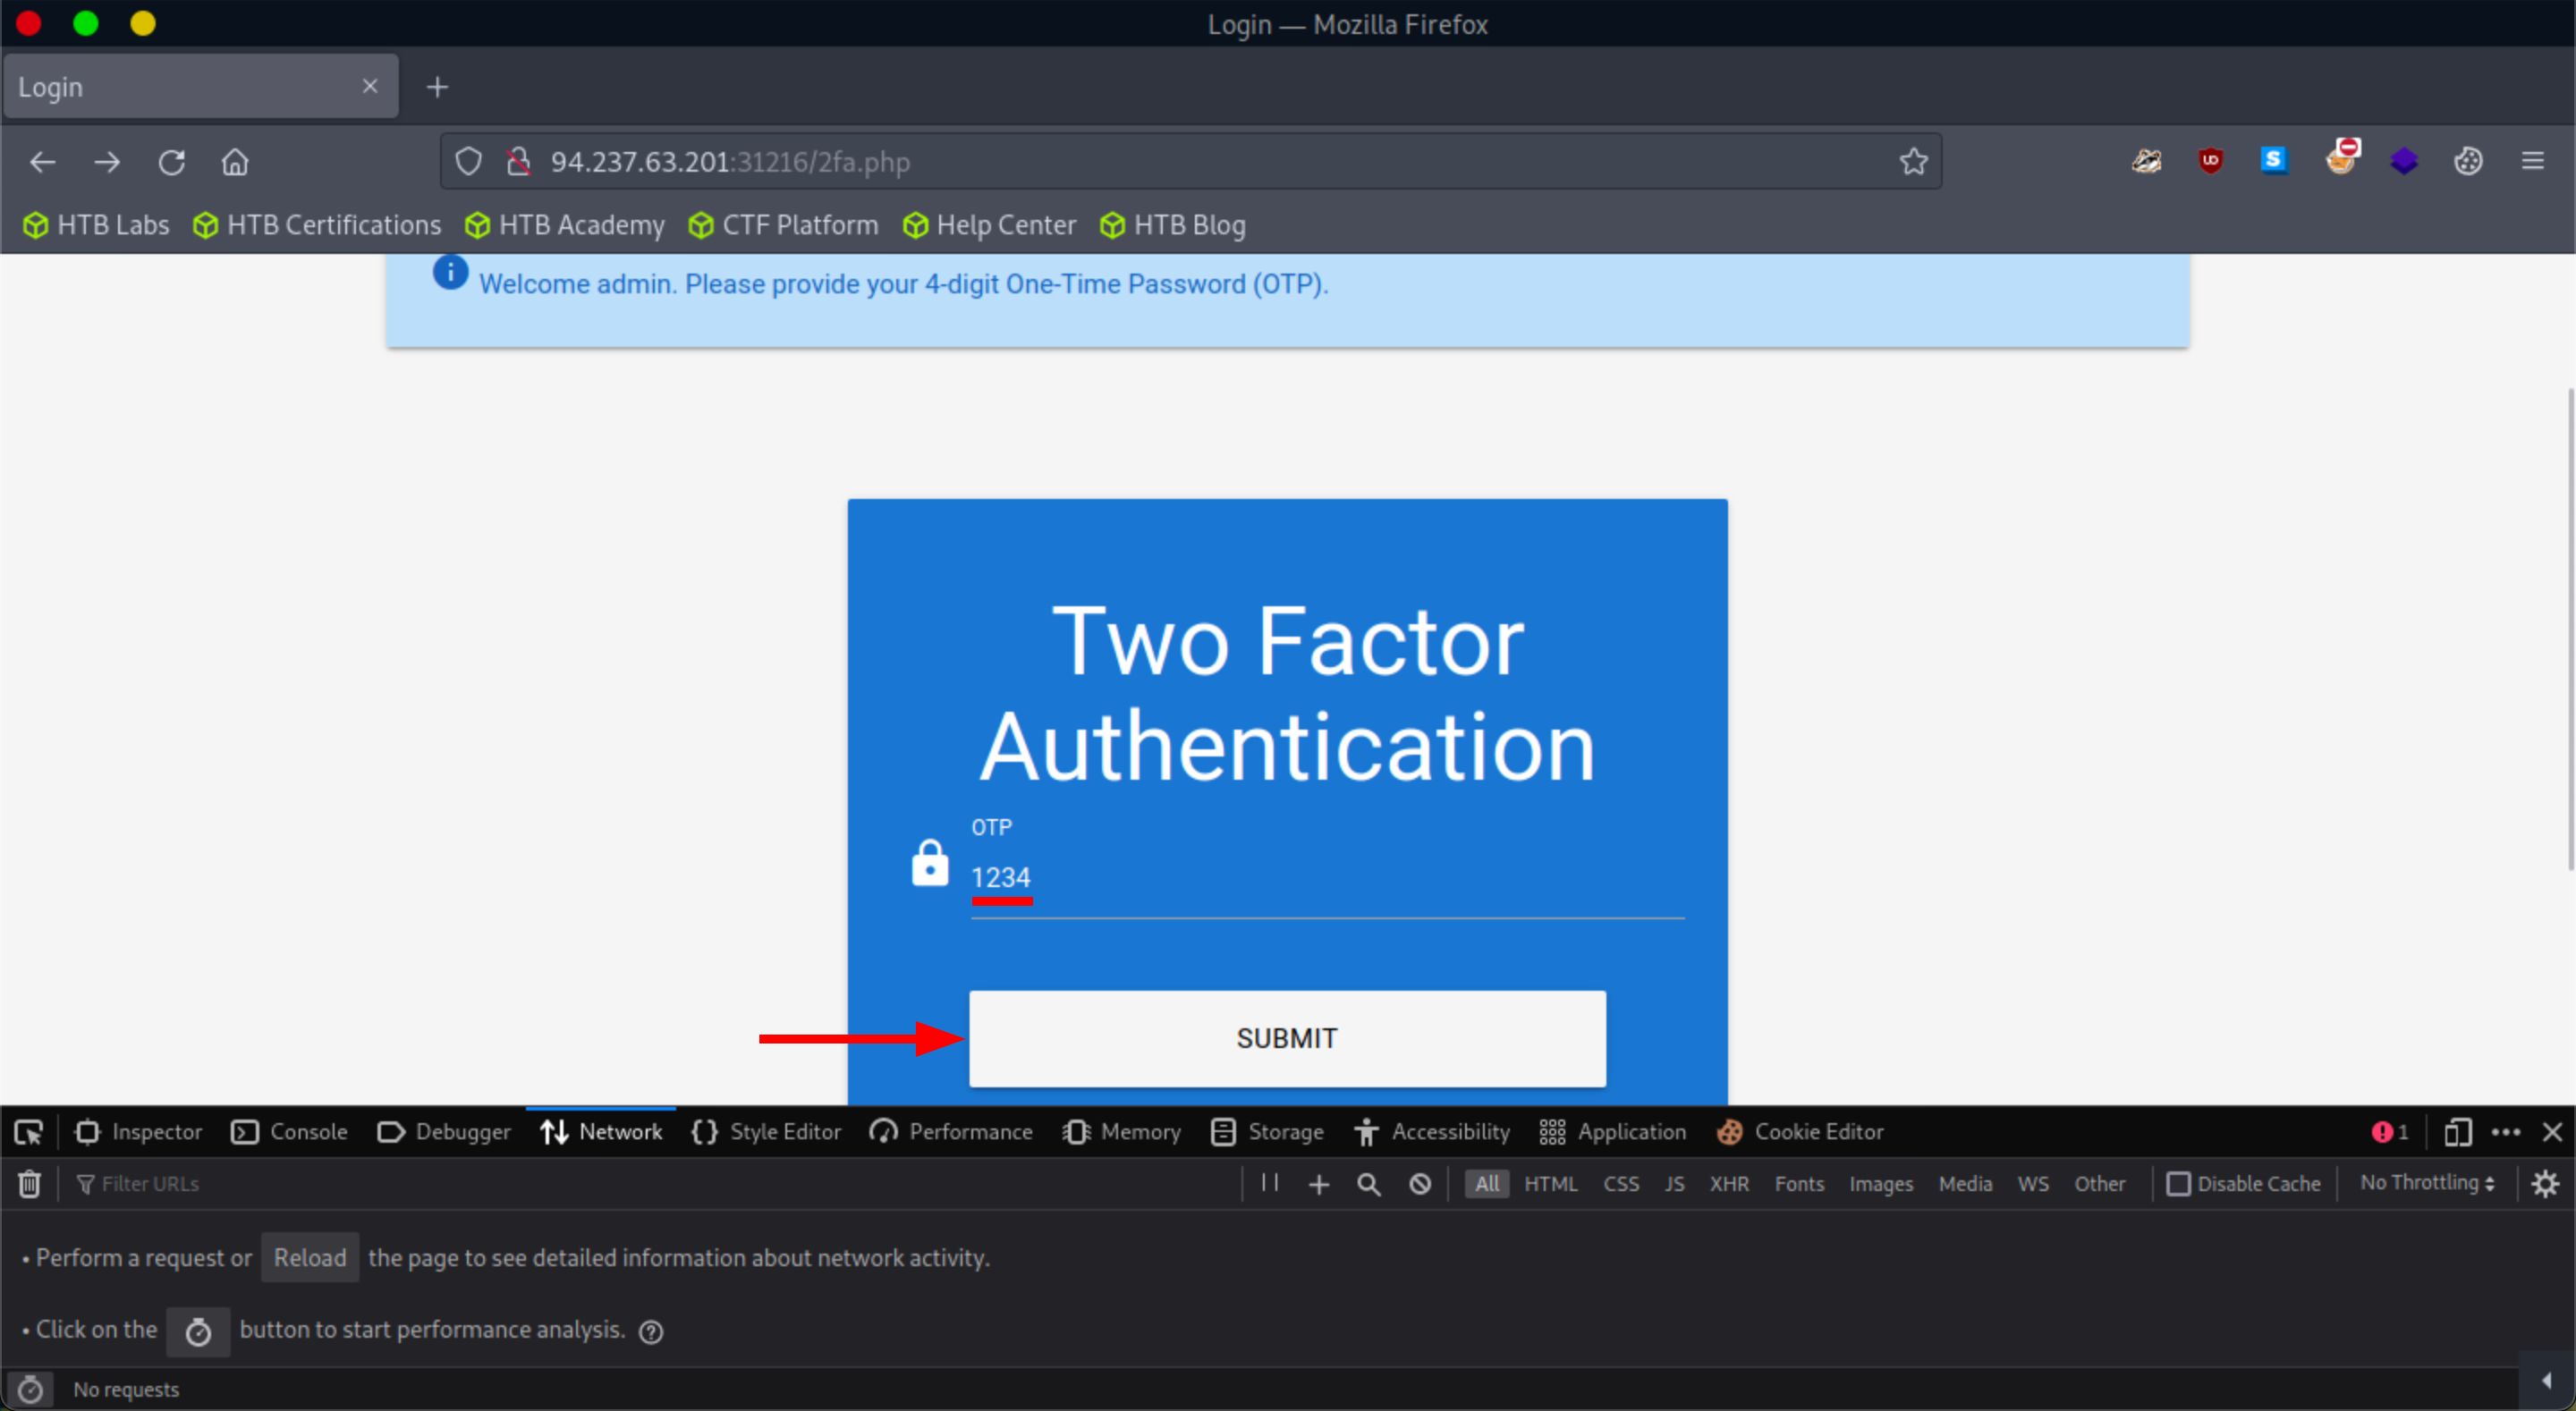 Login — Mozilla Firefox
Login
94.237.63.201:31216/2fa.php
HTB Labs HTB Certifications HTB Academy CTF Platform Help Center HTB Blog
Welcome admin. Please provide your 4-digit One-Time Password (OTP).
Two Factor
Authentication
OTP
1234
SUBMIT
Inspector Console Debugger Network Style Editor Performance Memory Storage Accessibility Application Cookie Editor 1
Filter URLs All HTML CSS JS XHR Fonts Images Media WS Other Disable Cache No Throttling
• Perform a request or Reload the page to see detailed information about network activity.
• Click on the button to start performance analysis.
No requests